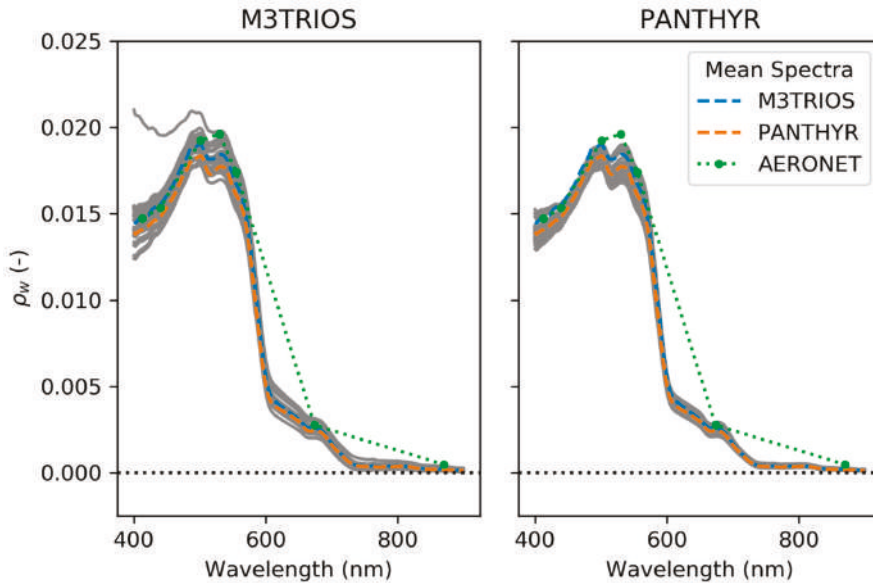 M3TRIOS
PANTHYR
0.025
0.020
0.015
0.010
0.005
0.000
ρw (-)
400
600
800
Wavelength (nm)
400
600
800
Wavelength (nm)
Mean Spectra
M3TRIOS
PANTHYR
AERONET